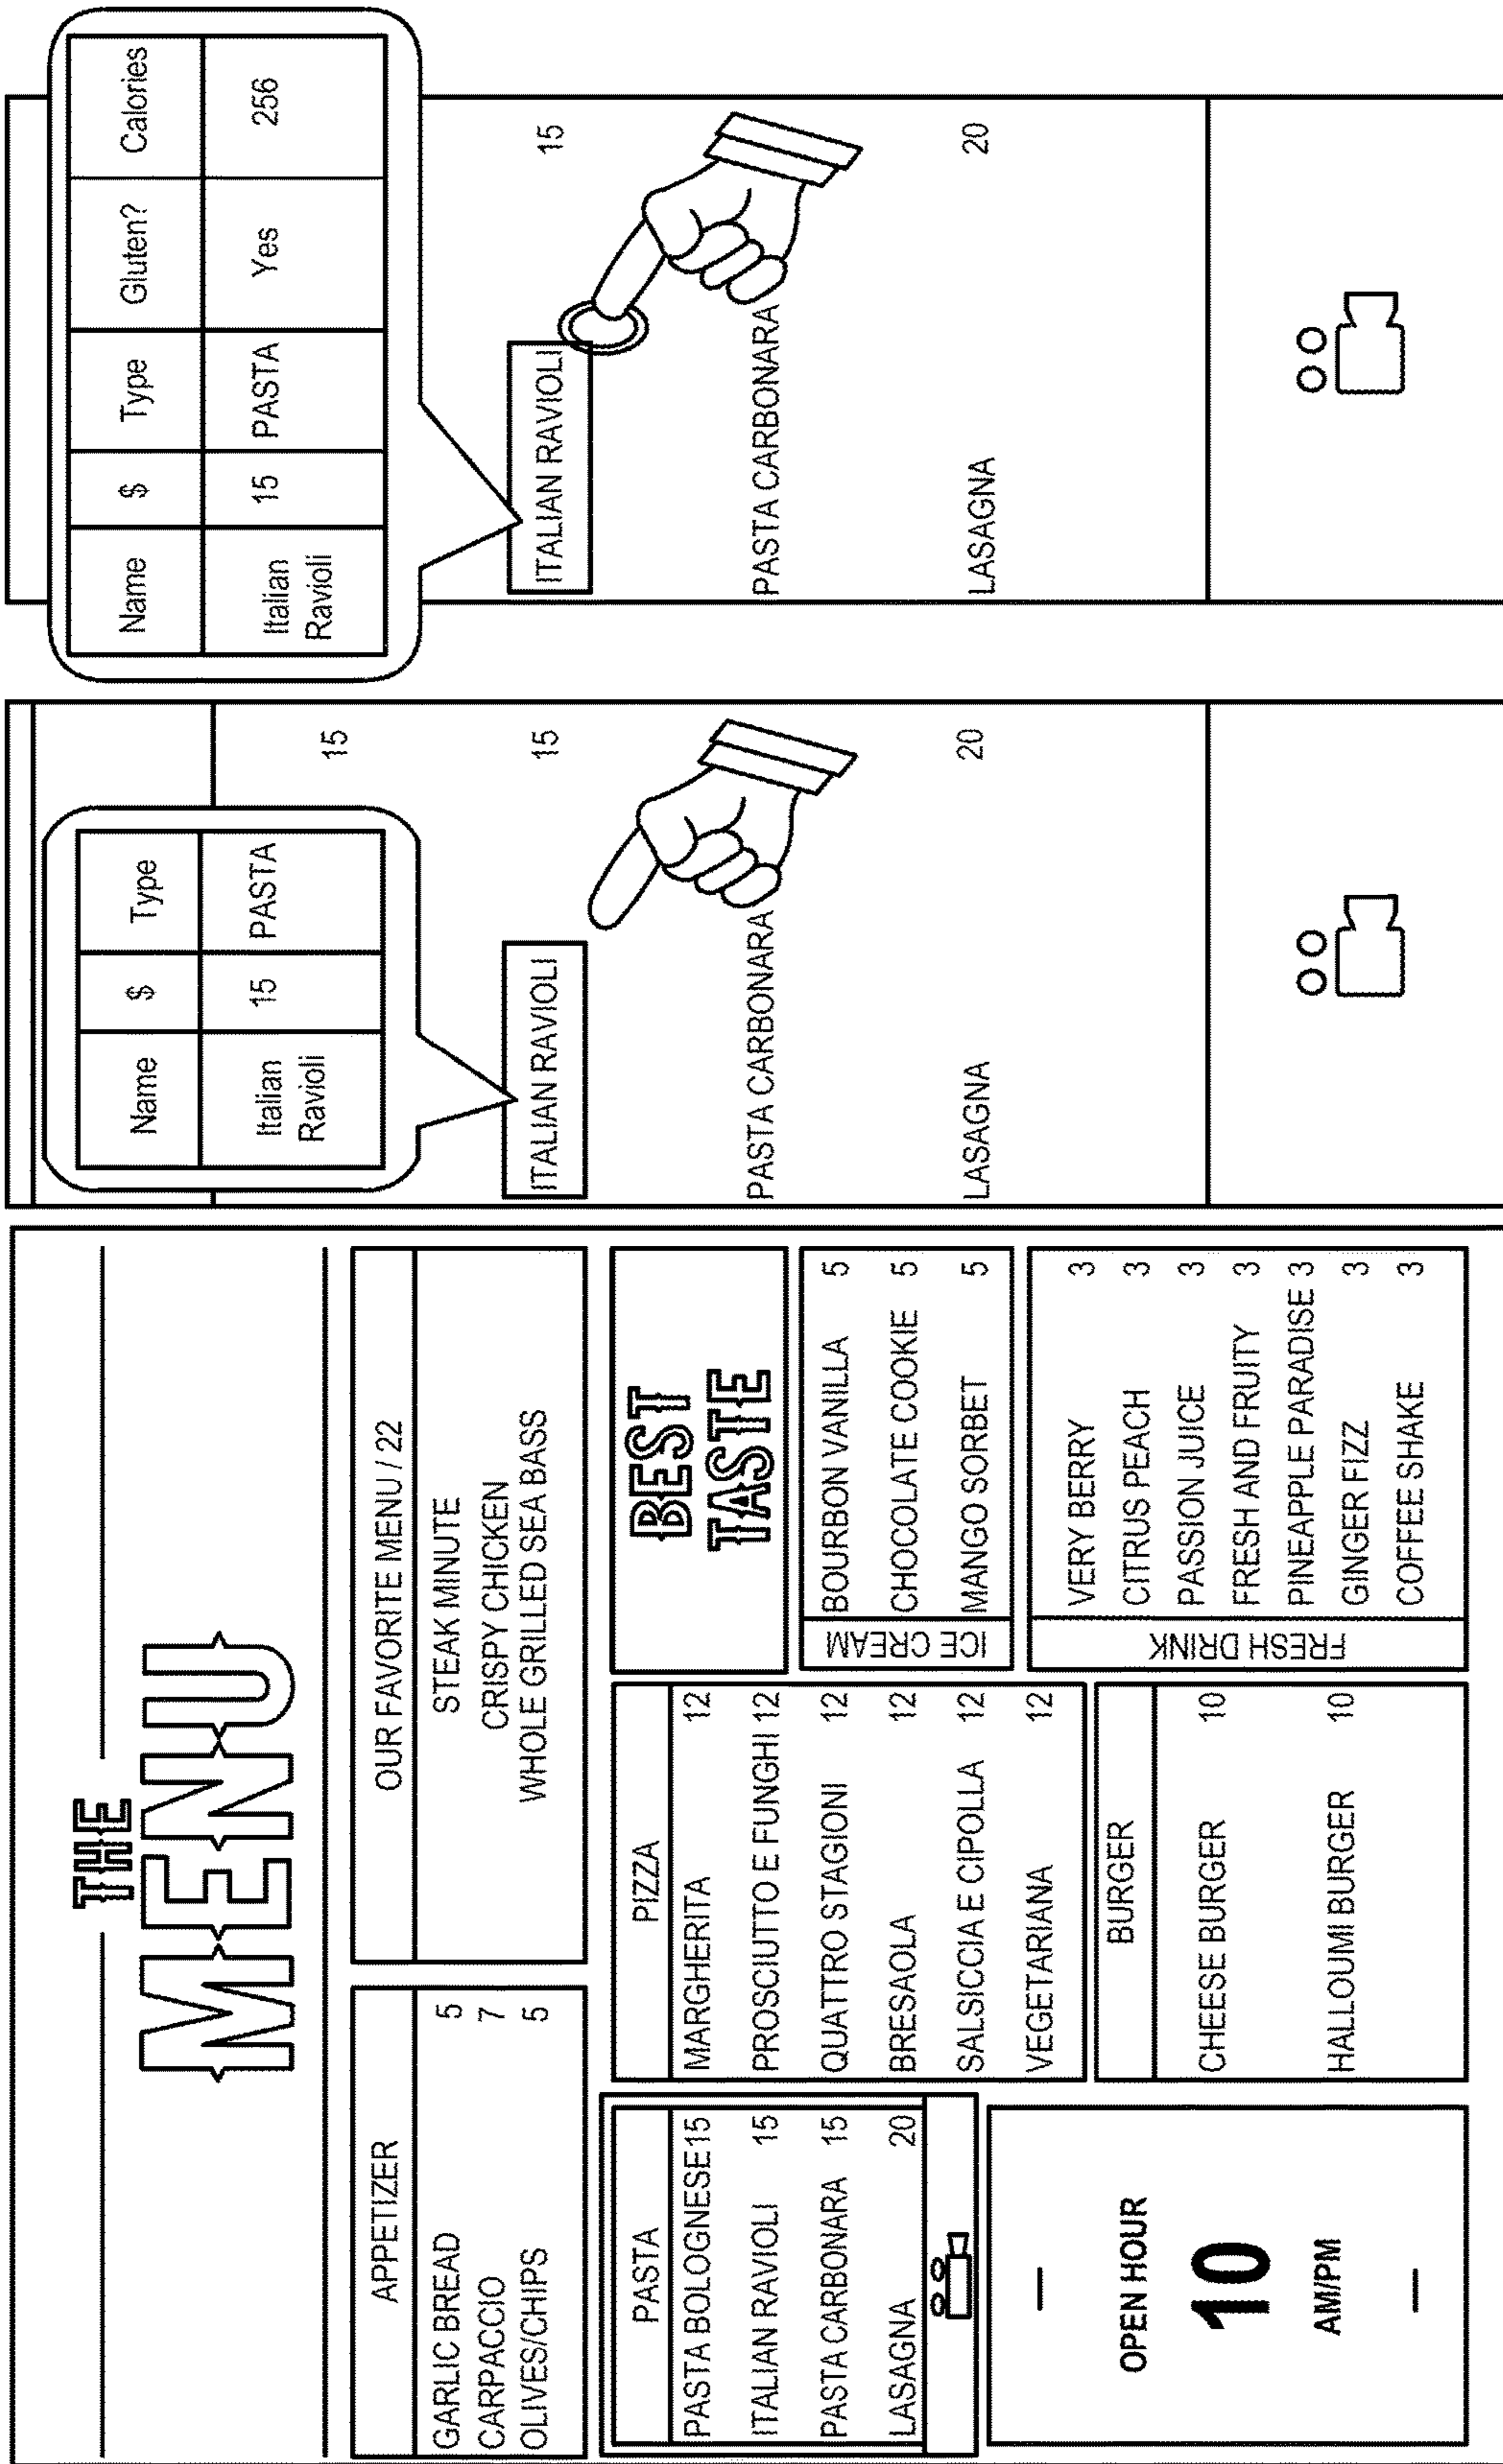 THE
MENU
APPETIZER
GARLIC BREAD 5
CARPACCIO 7
OLIVES/CHIPS 5
OUR FAVORITE MENU / 22
STEAK MINUTE
CRISPY CHICKEN
WHOLE GRILLED SEA BASS
PASTA
PASTA BOLOGNESE 15
ITALIAN RAVIOLI 15
PASTA CARBONARA 15
LASAGNA 20
OPEN HOUR
10
AM/PM
PIZZA
MARGHERITA 12
PROSCIUTTO E FUNGHI 12
QUATTRO STAGIONI 12
BRESAOLA 12
SALSICCIA E CIPOLLA 12
VEGETARIANA 12
BURGER
CHEESE BURGER 10
HALLOUMI BURGER 10
BEST
TASTE
ICE CREAM
BOURBON VANILLA 5
CHOCOLATE COOKIE 5
MANGO SORBET 5
FRESH DRINK
VERY BERRY 3
CITRUS PEACH 3
PASSION JUICE 3
FRESH AND FRUITY 3
PINEAPPLE PARADISE 3
GINGER FIZZ 3
COFFEE SHAKE 3
Name $ Type
Italian 15 PASTA
Ravioli
15
ITALIAN RAVIOLI 15
PASTA CARBONARA
LASAGNA 20
Name $ Type Gluten? Calories
Italian 15 PASTA Yes 256
Ravioli
ITALIAN RAVIOLI 15
PASTA CARBONARA
LASAGNA 20